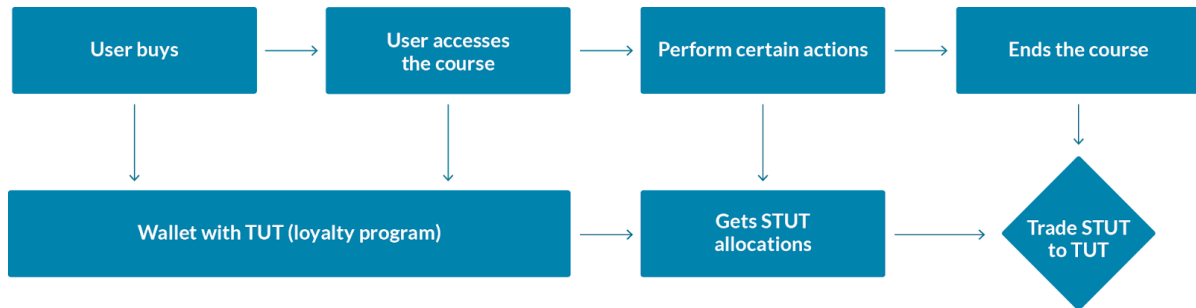 User buys
User accesses
the course
Perform certain actions
Ends the course
Wallet with TUT (loyalty program)
Gets STUT
allocations
Trade STUT
to TUT